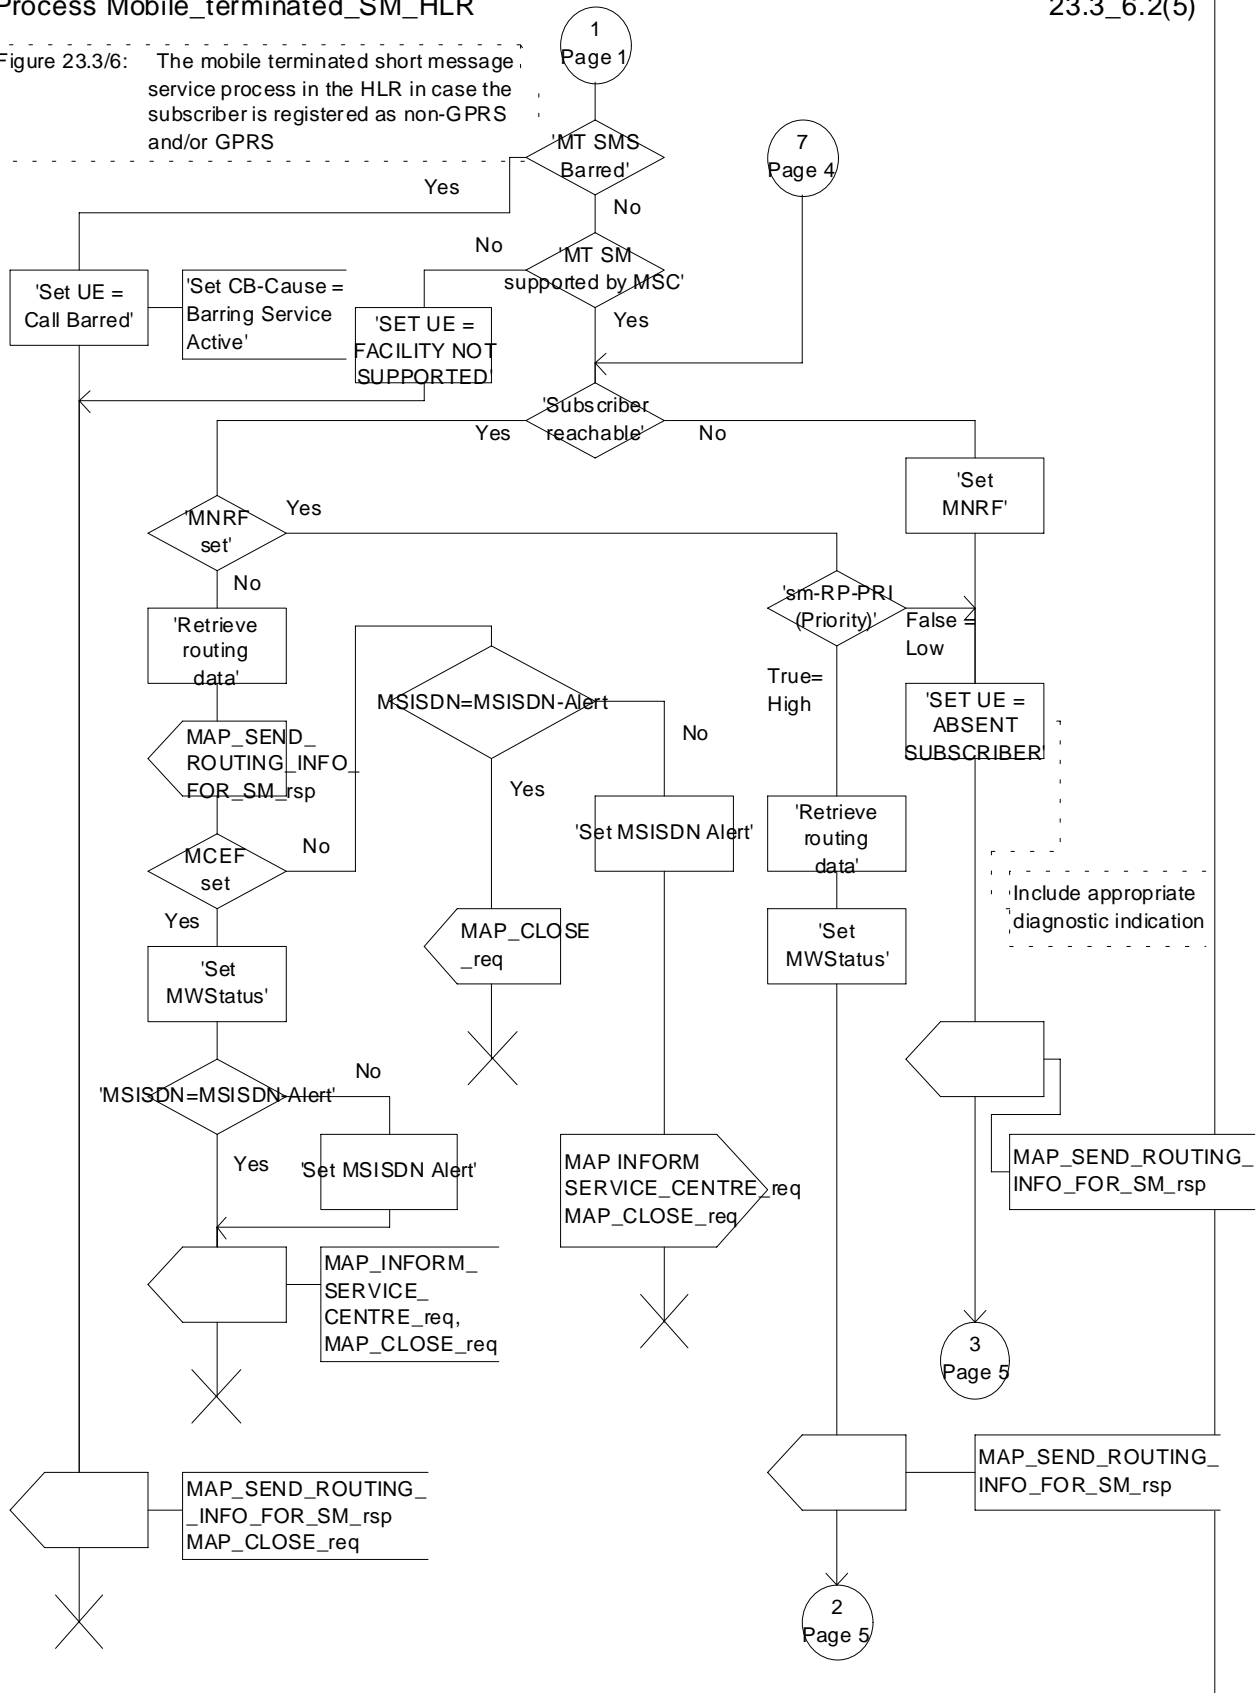 Process Mobile_terminated_SM_HLR
23.3_6.2(5)
Figure 23.3/6: The mobile terminated short message
service process in the HLR in case the
subscriber is registered as non-GPRS
and/or GPRS
1
Page 1
'MT SMS
Barred'
7
Page 4
Yes
No
No
'MT SM
supported by MSC'
'Set UE =
Call Barred'
'Set CB-Cause =
Barring Service
Active'
'SET UE =
FACILITY NOT
SUPPORTED'
Yes
'Subscriber
reachable'
Yes
No
'Set
MNRF'
'MNRF
set'
Yes
No
'sm-RP-PRI
(Priority)'
False =
Low
True=
High
'Retrieve
routing
data'
MSISDN=MSISDN-Alert
No
Yes
'SET UE =
ABSENT
SUBSCRIBER'
MAP_SEND_
ROUTING_INFO_
FOR_SM_rsp
'Set MSISDN Alert'
'Retrieve
routing
data'
MCEF
set
No
Yes
Include appropriate
diagnostic indication
MAP_CLOSE
_req
'Set
MWStatus'
'Set
MWStatus'
'MSISDN=MSISDN-Alert'
No
Yes
'Set MSISDN Alert'
MAP INFORM
SERVICE_CENTRE_req
MAP_CLOSE_req
MAP_SEND_ROUTING_
INFO_FOR_SM_rsp
MAP_INFORM_
SERVICE_
CENTRE_req,
MAP_CLOSE_req
3
Page 5
MAP_SEND_ROUTING_
INFO_FOR_SM_rsp
MAP_SEND_ROUTING_
_INFO_FOR_SM_rsp
MAP_CLOSE_req
2
Page 5